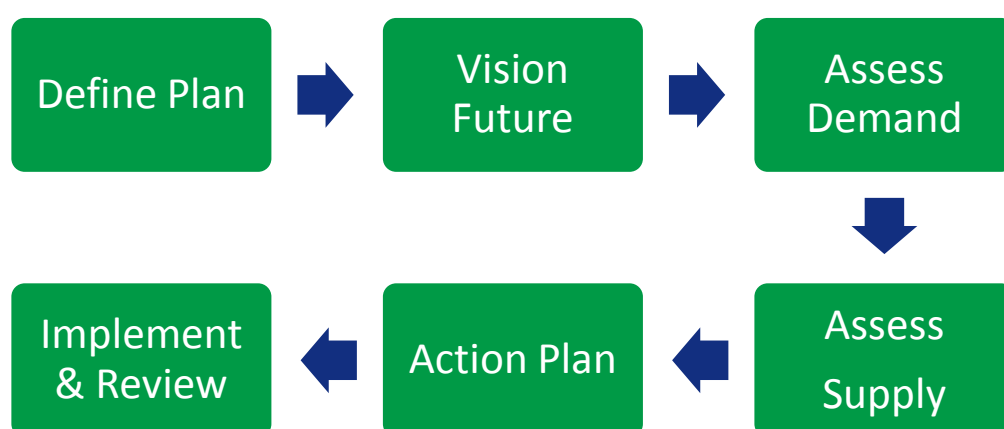 Define Plan
Vision
Future
Assess
Demand
Assess
Supply
Action Plan
Implement
& Review